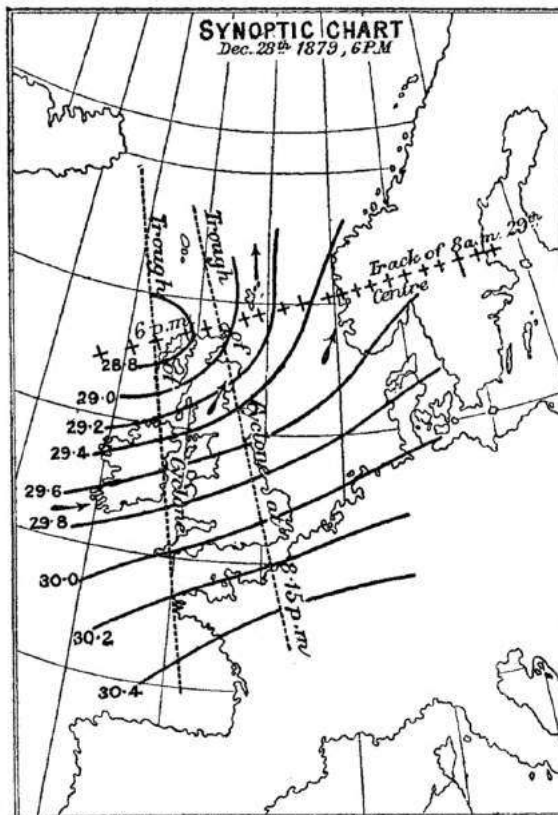 SYNOPTIC CHART
Dec. 28th 1879, 6 P.M
Trough
Trough
Track of 8 a.m. 29th
Centre
6 p.m.
of
28.8
29.0
29.2
29.4
29.6
29.8
30.0
30.2
30.4
Cyclone
Cyclone at
8.15 p.m